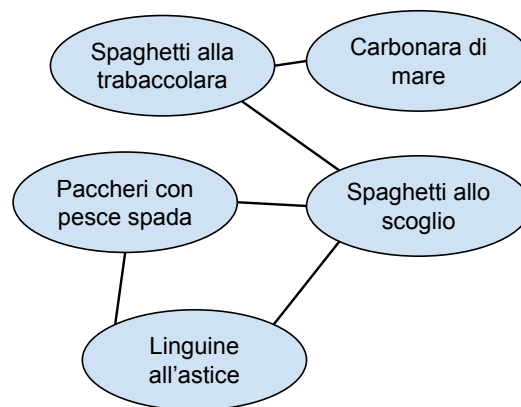 Spaghetti alla
trabaccolara
Carbonara di
mare
Paccheri con
pesce spada
Spaghetti allo
scoglio
Linguine
all'astice